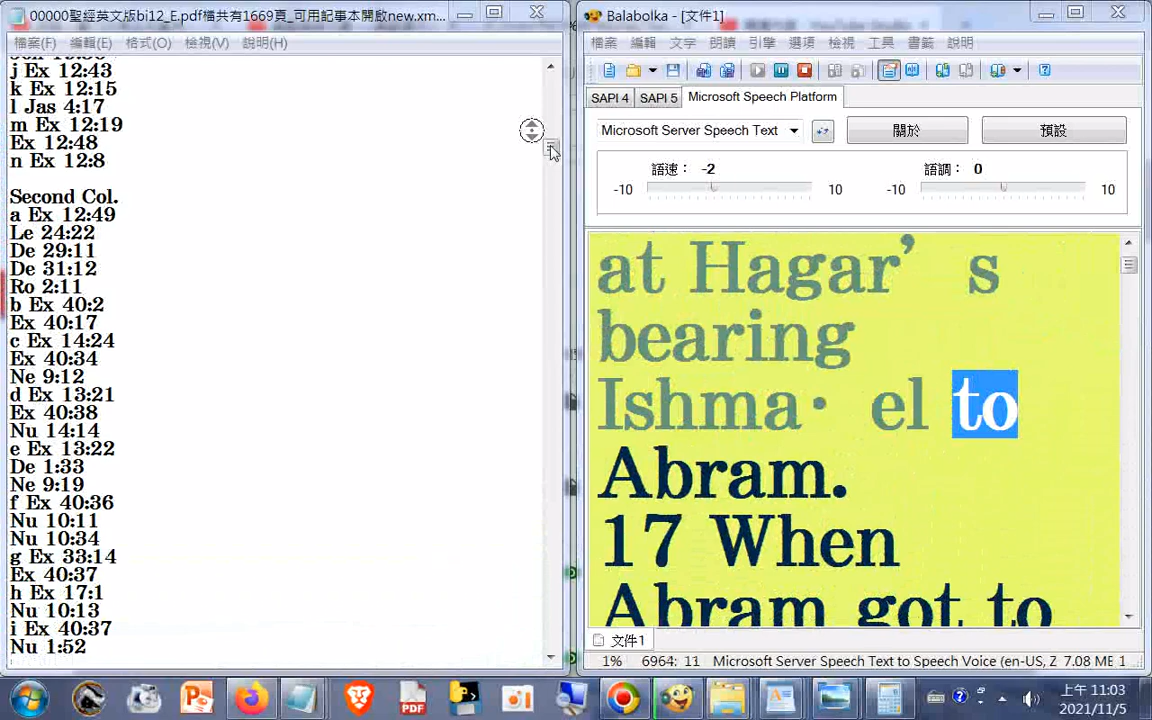 00000聖經英文版bi12_E.pdf檔共有1669頁_可用記事本開啟new.xm...
檔案(F) 編輯(E) 格式(O) 檢視(V) 說明(H)
j Ex 12:43
k Ex 12:15
l Jas 4:17
m Ex 12:19
Ex 12:48
n Ex 12:8
Second Col.
a Ex 12:49
Le 24:22
De 29:11
De 31:12
Ro 2:11
b Ex 40:2
Ex 40:17
c Ex 14:24
Ex 40:34
Ne 9:12
d Ex 13:21
Ex 40:38
Nu 14:14
e Ex 13:22
De 1:33
Ne 9:19
f Ex 40:36
Nu 10:11
Nu 10:34
g Ex 33:14
Ex 40:37
h Ex 17:1
Nu 10:13
i Ex 40:37
Nu 1:52
Balabolka - [文件1]
檔案 編輯 文字 朗讀 引擎 選項 檢視 工具 書籤 說明
SAPI 4 SAPI 5 Microsoft Speech Platform
Microsoft Server Speech Text 關於 預設
語速： -2 語調： 0
-10 10 -10 10
at Hagar’ s
bearing
Ishma· el to
Abram.
17 When
Abram got to
文件1
1% 6964: 11 Microsoft Server Speech Text to Speech Voice (en-US, Z 7.08 ME 1
PDF
上午 11:03
2021/11/5